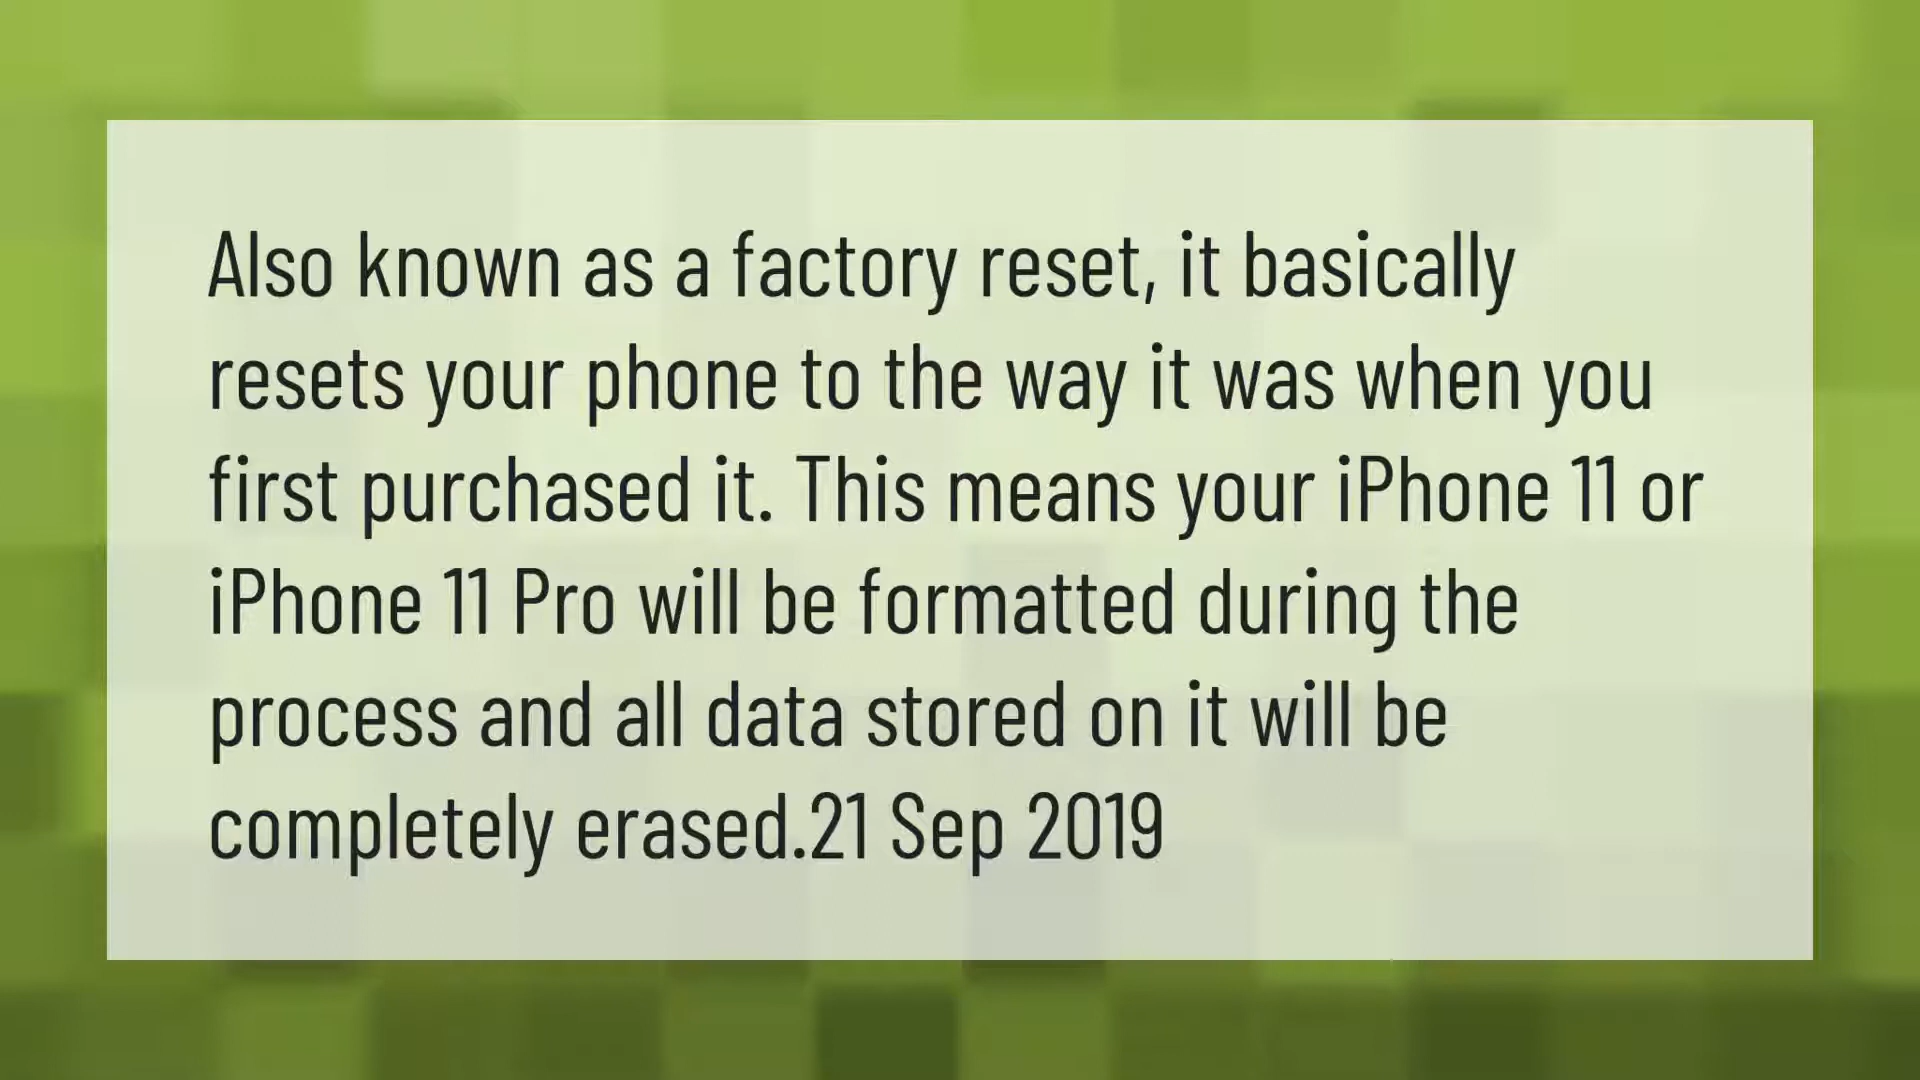 Also known as a factory reset, it basically
resets your phone to the way it was when you
first purchased it. This means your iPhone 11 or
iPhone 11 Pro will be formatted during the
process and all data stored on it will be
completely erased.21 Sep 2019